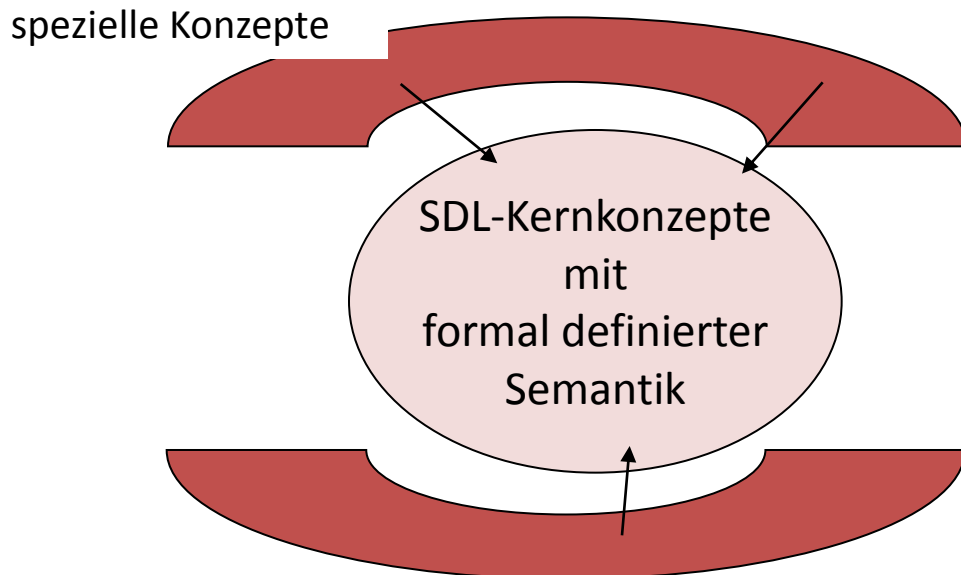 spezielle Konzepte
SDL-Kernkonzepte
mit
formal definierter
Semantik